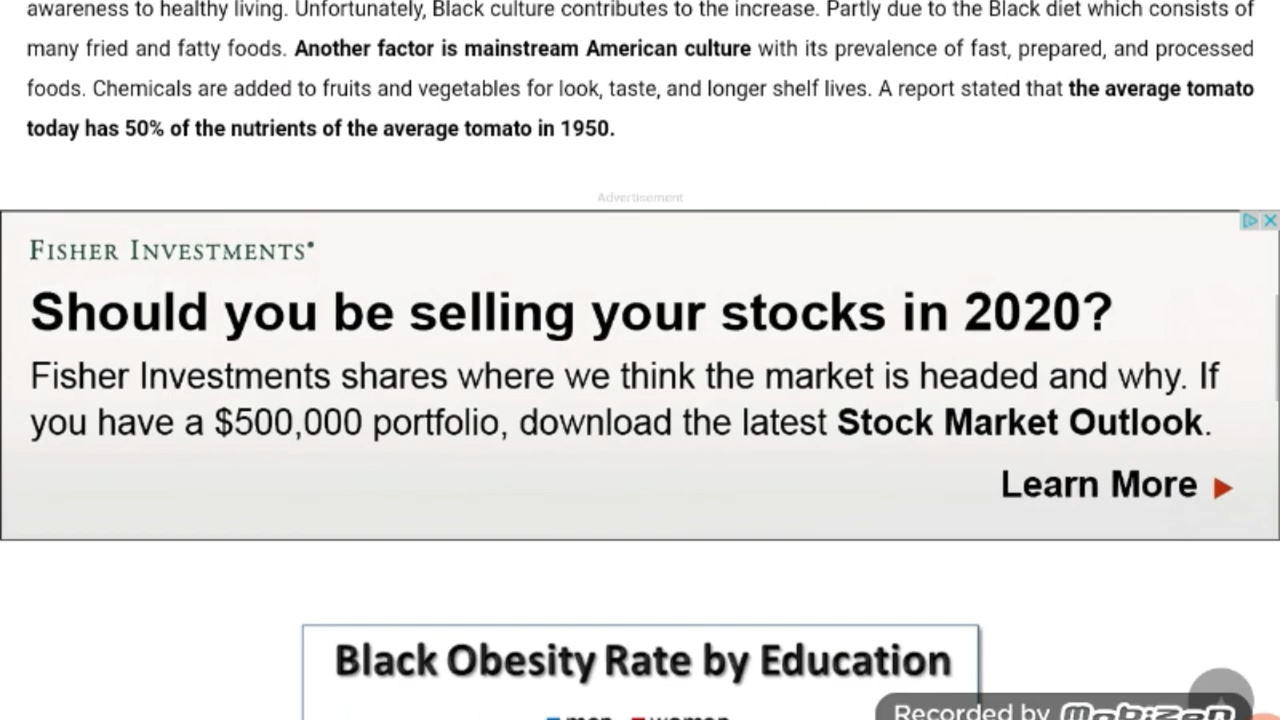 awareness to healthy living. Unfortunately, Black culture contributes to the increase. Partly due to the Black diet which consists of
many fried and fatty foods. Another factor is mainstream American culture with its prevalence of fast, prepared, and processed
foods. Chemicals are added to fruits and vegetables for look, taste, and longer shelf lives. A report stated that the average tomato
today has 50% of the nutrients of the average tomato in 1950.
Advertisement
FISHER INVESTMENTS®
Should you be selling your stocks in 2020?
Fisher Investments shares where we think the market is headed and why. If
you have a $500,000 portfolio, download the latest Stock Market Outlook.
Learn More
Black Obesity Rate by Education
men women
Recorded by mobizen